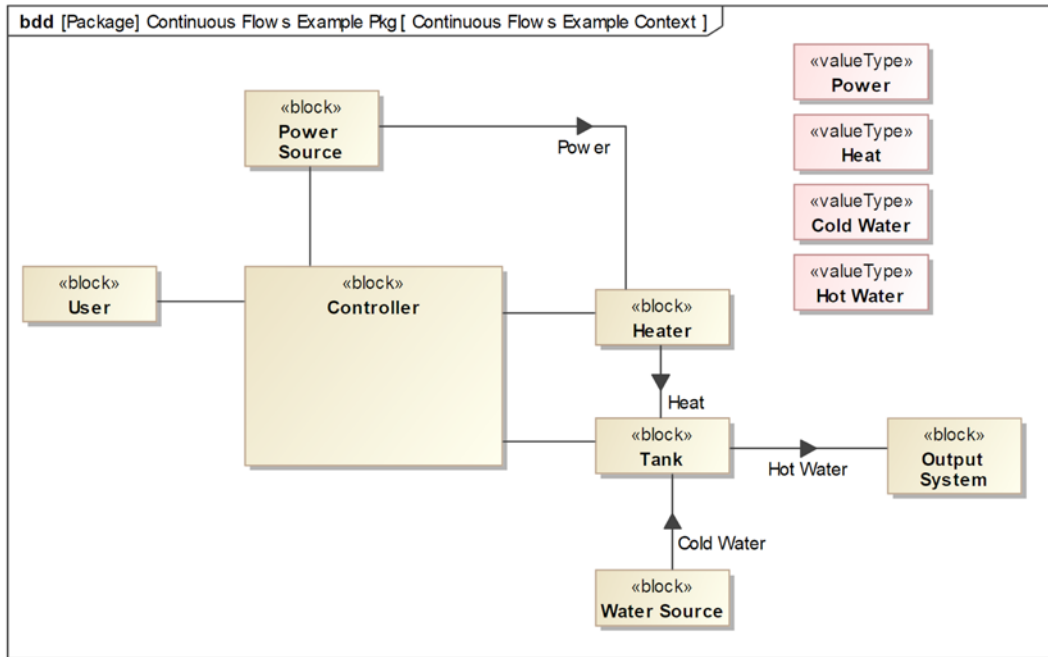 bdd [Package] Continuous Flows Example Pkg [ Continuous Flows Example Context ]
«valueType»
Power
«block»
Power
Source
Power
«valueType»
Heat
«valueType»
Cold Water
«block»
User
«block»
Controller
«valueType»
Hot Water
«block»
Heater
Heat
«block»
Tank
Hot Water
«block»
Output
System
Cold Water
«block»
Water Source